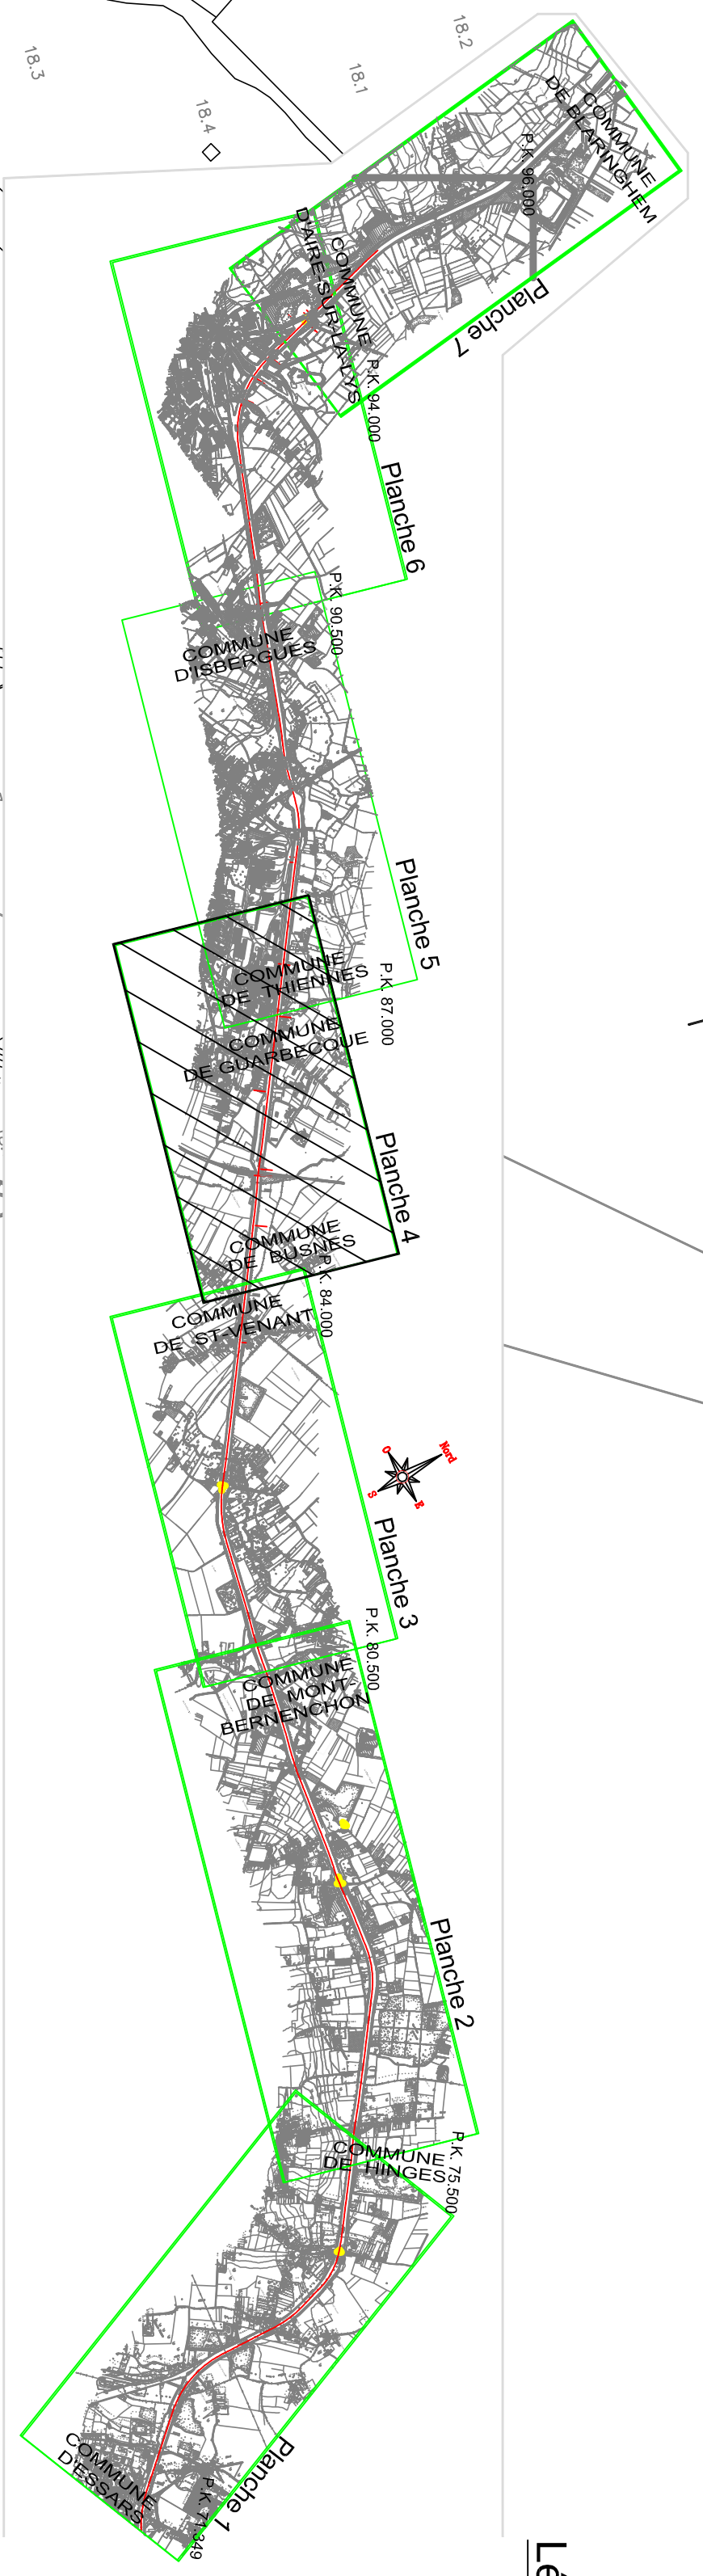 18.3
18.4
18.1
18.2
COMMUNE
DE BLARINGHEM
P.K. 96.000
Planche 7
COMMUNE
D'AIRE-SUR-LA-LYS
P.K. 94.000
Planche 6
P.K. 90.500
COMMUNE
D'ISBERGUES
Planche 5
COMMUNE
DE THIENNES
P.K. 87.000
COMMUNE
DE GUARBECQUE
Planche 4
COMMUNE
DE BUSNES
P.K. 84.000
COMMUNE
DE ST-VENANT
Nord
O
E
S
Planche 3
P.K. 80.500
COMMUNE
DE MONT-
BERNENCHON
Planche 2
P.K. 75.500
COMMUNE
DE HINGES
Planche 1
COMMUNE
D'ESSARS
P.K. 71.349
Lé